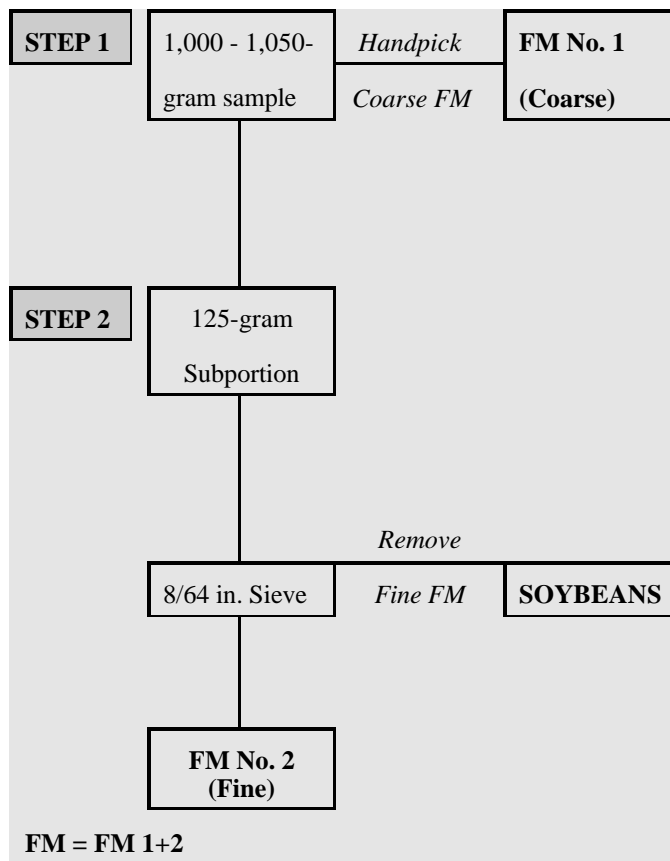 STEP 1
1,000 - 1,050-
gram sample
Handpick
Coarse FM
FM No. 1
(Coarse)
STEP 2
125-gram
Subportion
8/64 in. Sieve
Remove
Fine FM
SOYBEANS
FM No. 2
(Fine)
FM = FM 1+2